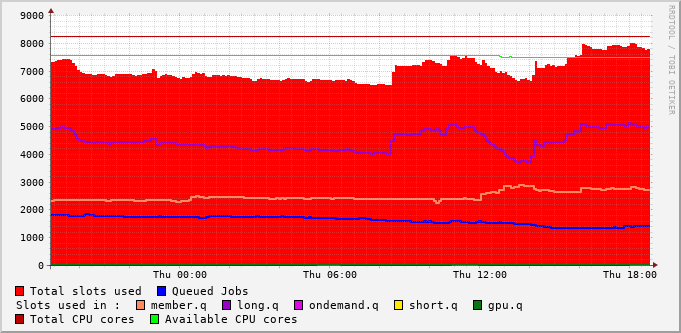 9000
8000
7000
6000
5000
4000
3000
2000
1000
0
Thu 00:00 Thu 06:00 Thu 12:00 Thu 18:00
Total slots used Queued Jobs
Slots used in : member.q long.q ondemand.q short.q gpu.q
Total CPU cores Available CPU cores
RRDTOOL / TOBI OETIKER